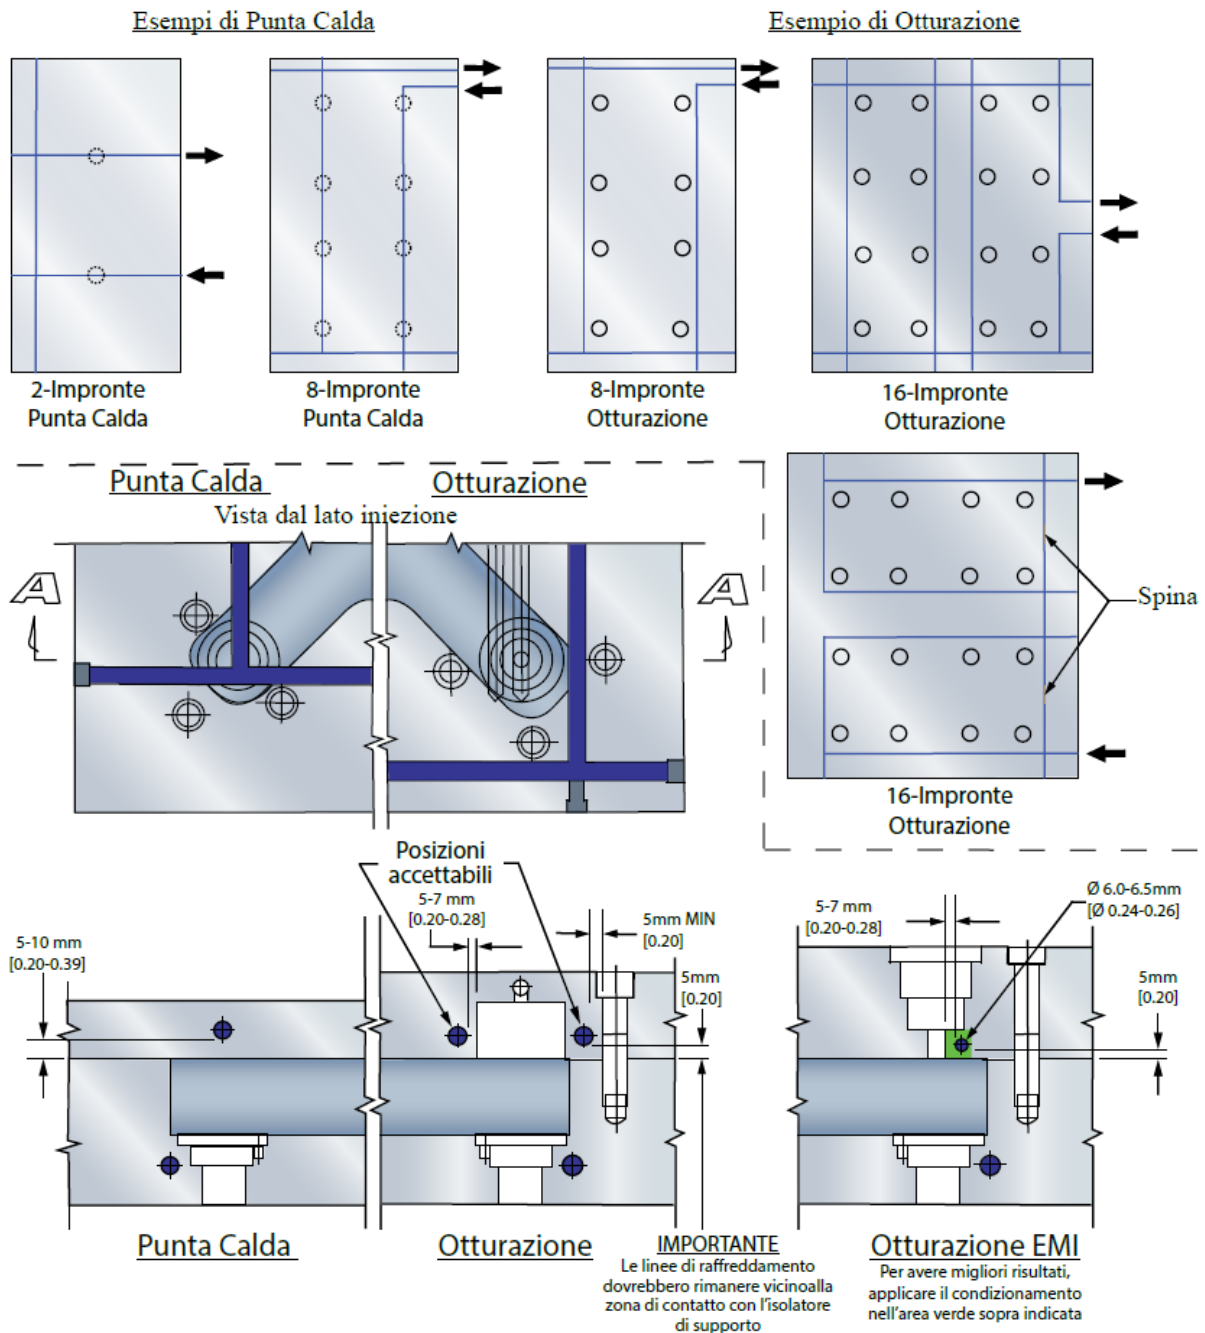 Esempi di Punta Calda
Esempio di Otturazione
2-Impronte
Punta Calda
8-Impronte
Punta Calda
8-Impronte
Otturazione
16-Impronte
Otturazione
Punta Calda
Otturazione
Vista dal lato iniezione
A
A
Spina
16-Impronte
Otturazione
Posizioni
accettabili
5-7 mm
[0.20-0.28]
5mm MIN
[0.20]
5-10 mm
[0.20-0.39]
5mm
[0.20]
5-7 mm
[0.20-0.28]
Ø 6.0-6.5mm
[Ø 0.24-0.26]
5mm
[0.20]
Punta Calda
Otturazione
IMPORTANTE
Le linee di raffreddamento
dovrebbero rimanere vicinoalla
zona di contatto con l'isolatore
di supporto
Otturazione EMI
Per avere migliori risultati,
applicare il condizionamento
nell'area verde sopra indicata